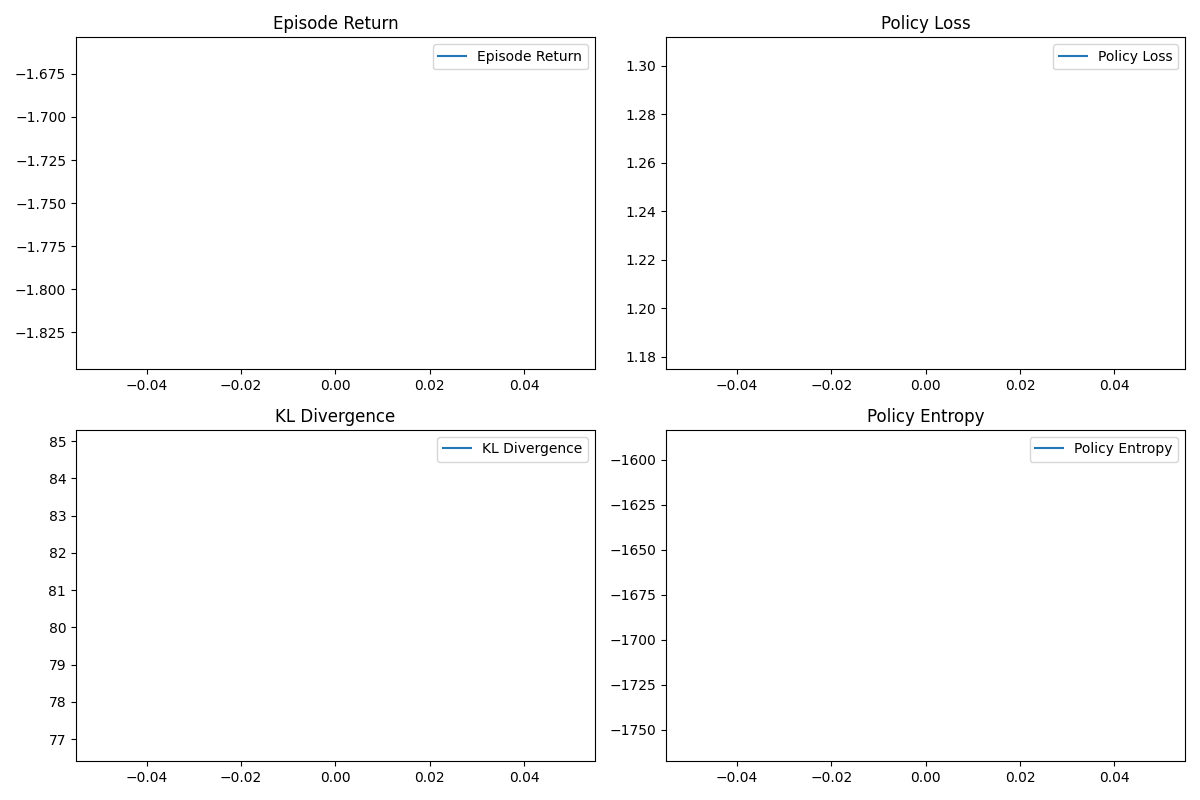 Episode Return
Episode Return
−1.675
−1.700
−1.725
−1.750
−1.775
−1.800
−1.825
−0.04 −0.02 0.00 0.02 0.04
Policy Loss
Policy Loss
1.30
1.28
1.26
1.24
1.22
1.20
1.18
−0.04 −0.02 0.00 0.02 0.04
KL Divergence
KL Divergence
85
84
83
82
81
80
79
78
77
−0.04 −0.02 0.00 0.02 0.04
Policy Entropy
Policy Entropy
−1600
−1625
−1650
−1675
−1700
−1725
−1750
−0.04 −0.02 0.00 0.02 0.04